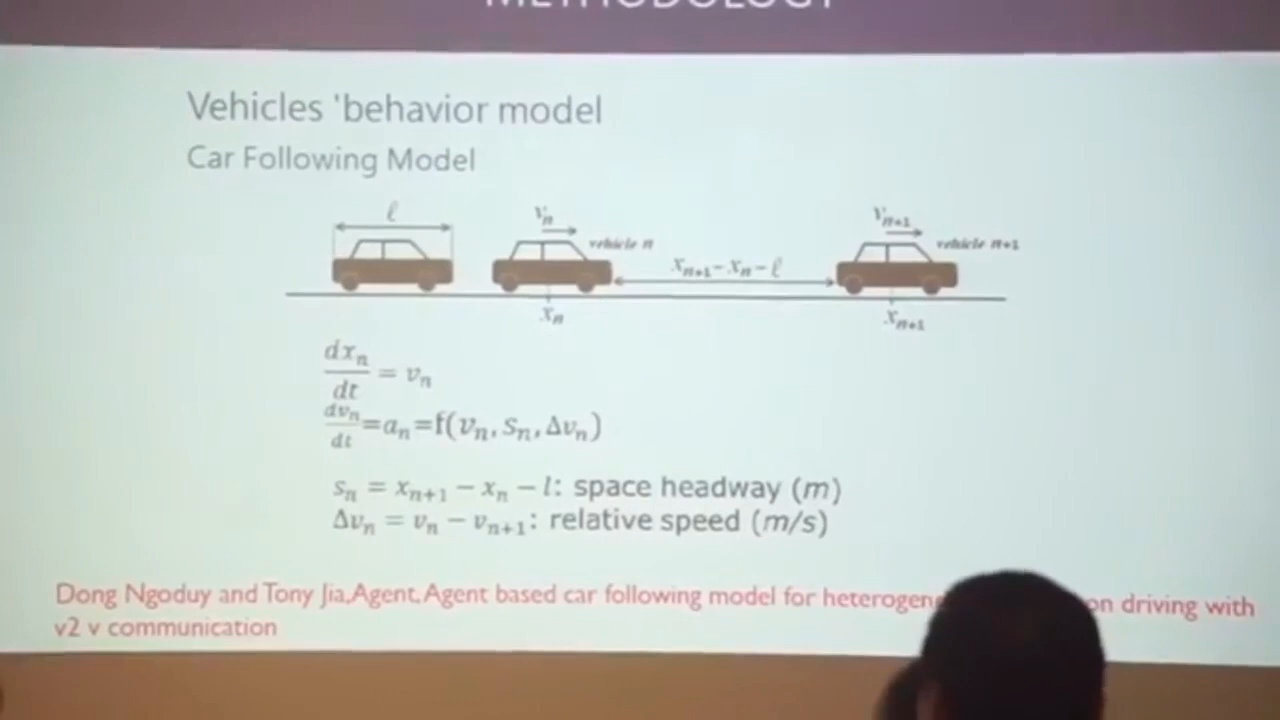 METHODOLOGY
Vehicles 'behavior model
Car Following Model
ℓ
vₙ
vehicle n
xₙ₊₁ − xₙ − ℓ
vₙ₊₁
vehicle n+1
xₙ
xₙ₊₁
dxₙ/dt = vₙ
dvₙ/dt =aₙ=f(vₙ, sₙ, Δvₙ)
sₙ = xₙ₊₁ − xₙ − l: space headway (m)
Δvₙ = vₙ − vₙ₊₁: relative speed (m/s)
Dong Ngoduy and Tony Jia,Agent. Agent based car following model for on driving with
v2 v communication